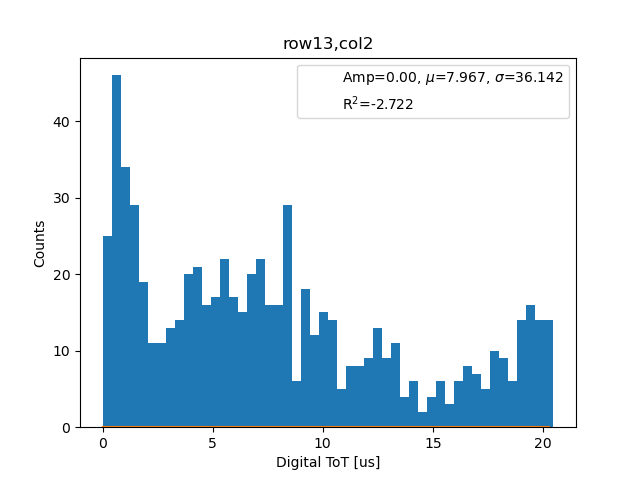 row13,col2
Amp=0.00, μ=7.967, σ=36.142
R²=-2.722
Counts
40
30
20
10
0
0 5 10 15 20
Digital ToT [us]